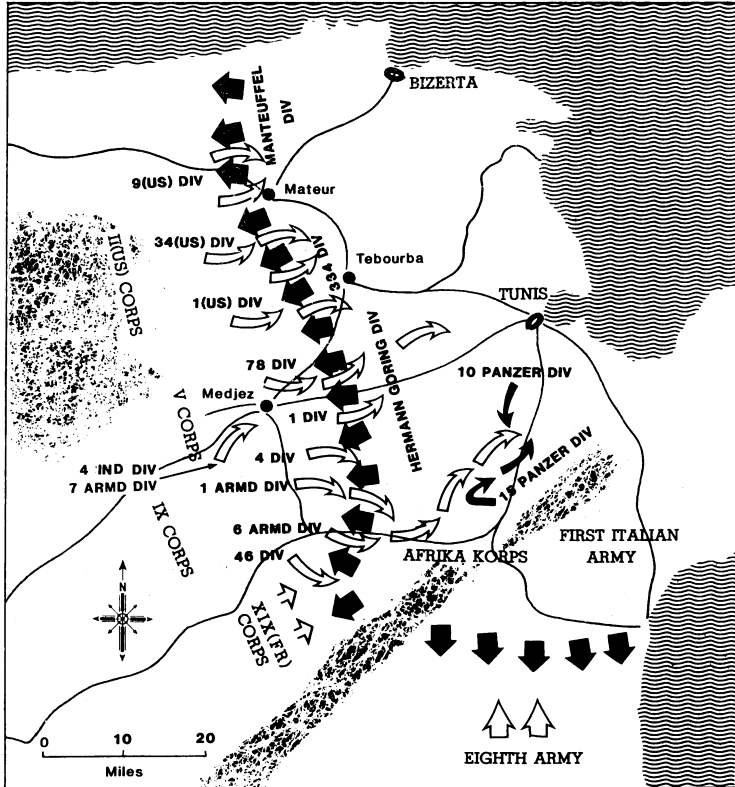 BIZERTA
MANTEUFFEL
DIV
9(US) DIV
Mateur
34(US) DIV
II(US) CORPS
334 DIV
Tebourba
1(US) DIV
TUNIS
HERMANN GORING DIV
78 DIV
10 PANZER DIV
Medjez
V CORPS
1 DIV
4 DIV
4 IND DIV
7 ARMD DIV
1 ARMD DIV
15 PANZER DIV
IX CORPS
6 ARMD DIV
46 DIV
AFRIKA KORPS
FIRST ITALIAN
ARMY
N
XIX(FR)
CORPS
0 10 20
Miles
EIGHTH ARMY